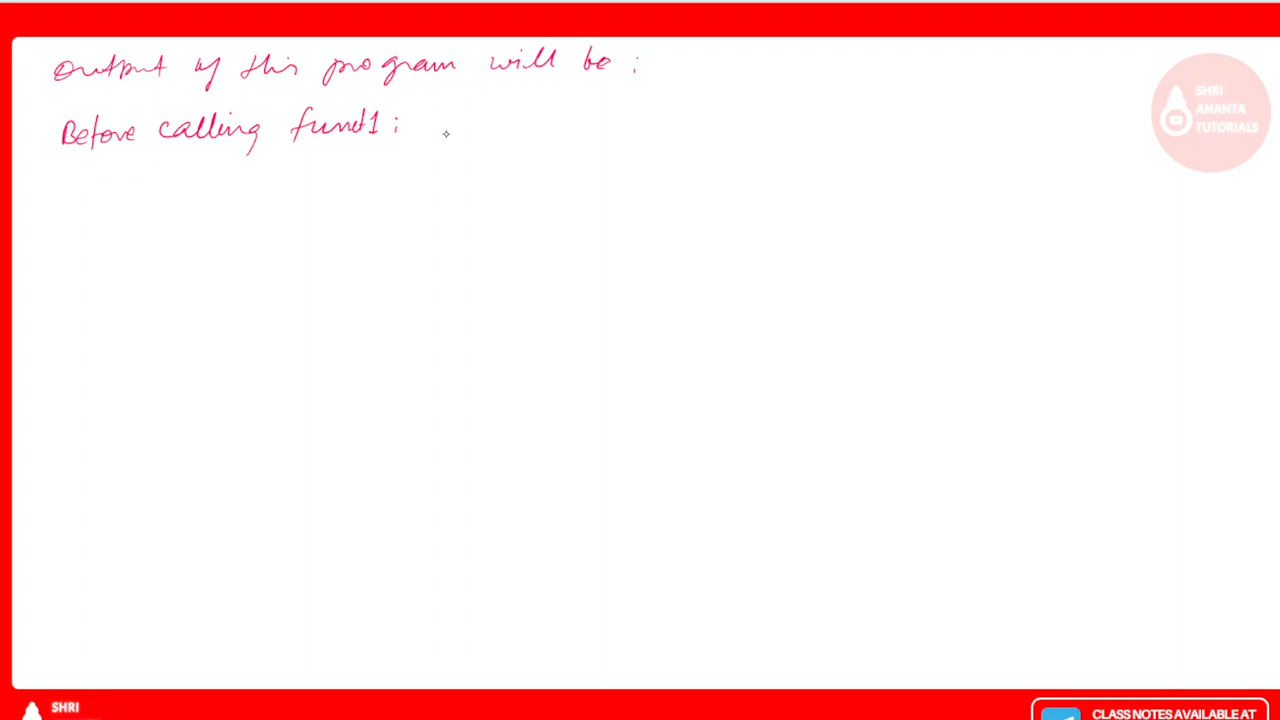 output of this program will be :
Before calling funct1 :
SHRI
ANANTA
TUTORIALS
SHRI
CLASS NOTES AVAILABLE AT